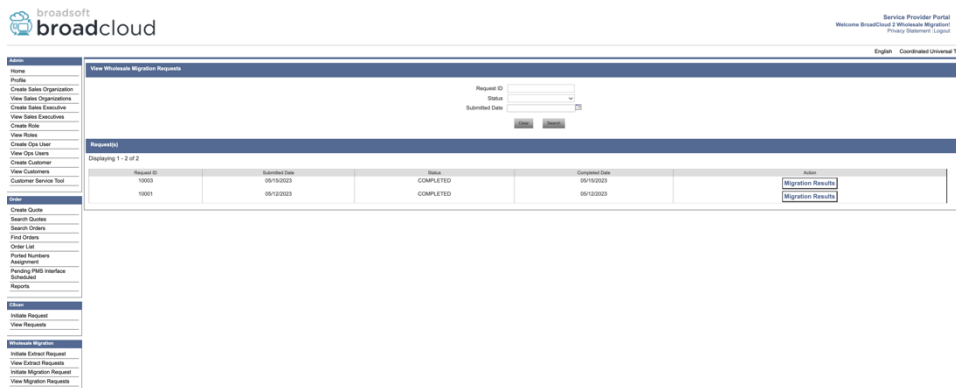 broadsoft
broadcloud
Service Provider Portal
Welcome BroadCloud 2 Wholesale Migration!
Privacy Statement |Logout
English Coordinated Universal T
Admin
Home
Profile
Create Sales Organization
View Sales Organizations
Create Sales Executive
View Sales Executives
Create Role
View Roles
Create Ops User
View Ops Users
Create Customer
View Customers
Customer Service Tool
Order
Create Quote
Search Quotes
Search Orders
Find Orders
Order List
Ported Numbers
Assignment
Pending PMS Interface
Scheduled
Reports
CScan
Initiate Request
View Requests
Wholesale Migration
Initiate Extract Request
View Extract Requests
Initiate Migration Request
View Migration Requests
View Wholesale Migration Requests
Request ID
Status
Submitted Date
Clear Search
Request(s)
Displaying 1 - 2 of 2
Request ID Submitted Date Status Completed Date Action
10003 05/15/2023 COMPLETED 05/15/2023 Migration Results
10001 05/12/2023 COMPLETED 05/12/2023 Migration Results